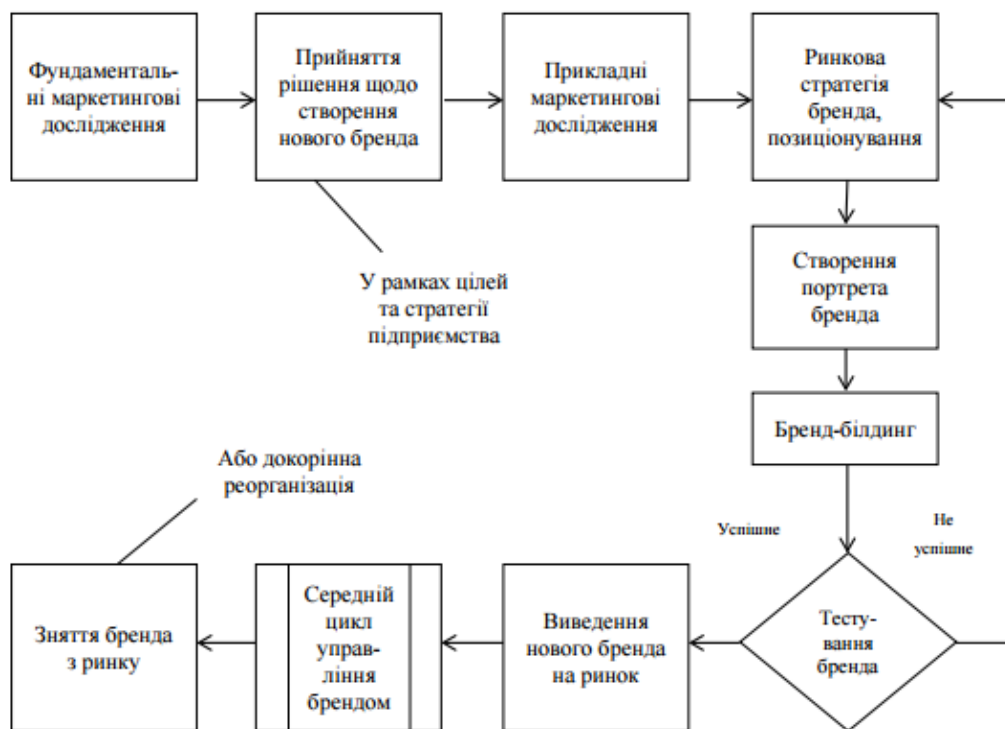 Фундаменталь-
ні маркетингові
дослідження
Прийняття
рішення щодо
створення
нового бренда
Прикладні
маркетингові
дослідження
Ринкова
стратегія
бренда,
позиціонування
У рамках цілей
та стратегії
підприємства
Створення
портрета
бренда
Бренд-білдинг
Або докорінна
реорганізація
Успішне
Не
успішне
Зняття бренда
з ринку
Середній
цикл
управ-
ління
брендом
Виведення
нового бренда
на ринок
Тесту-
вання
бренда